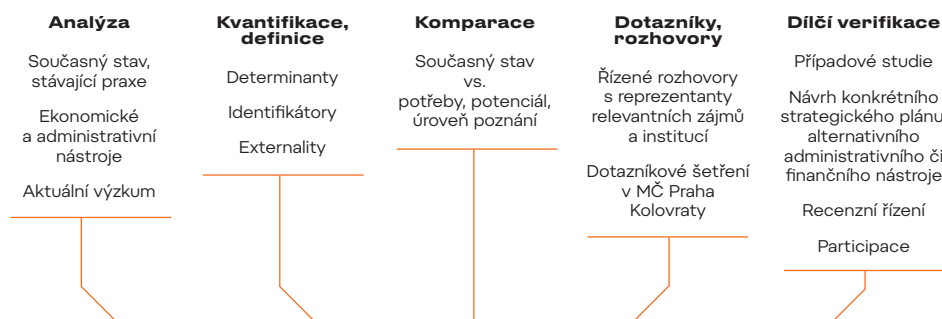 Analýza
Současný stav,
stávající praxe
Ekonomické
a administrativní
nástroje
Aktuální výzkum
Kvantifikace,
definice
Determinanty
Identifikátory
Externality
Komparace
Současný stav
vs.
potřeby, potenciál,
úroveň poznání
Dotazníky,
rozhovory
Řízené rozhovory
s reprezentanty
relevantních zájmů
a institucí
Dotazníkové šetření
v MČ Praha
Kolovraty
Dílčí verifikace
Případové studie
Návrh konkrétního
strategického plánu
alternativního
administrativního či
finančního nástroje
Recenzní řízení
Participace